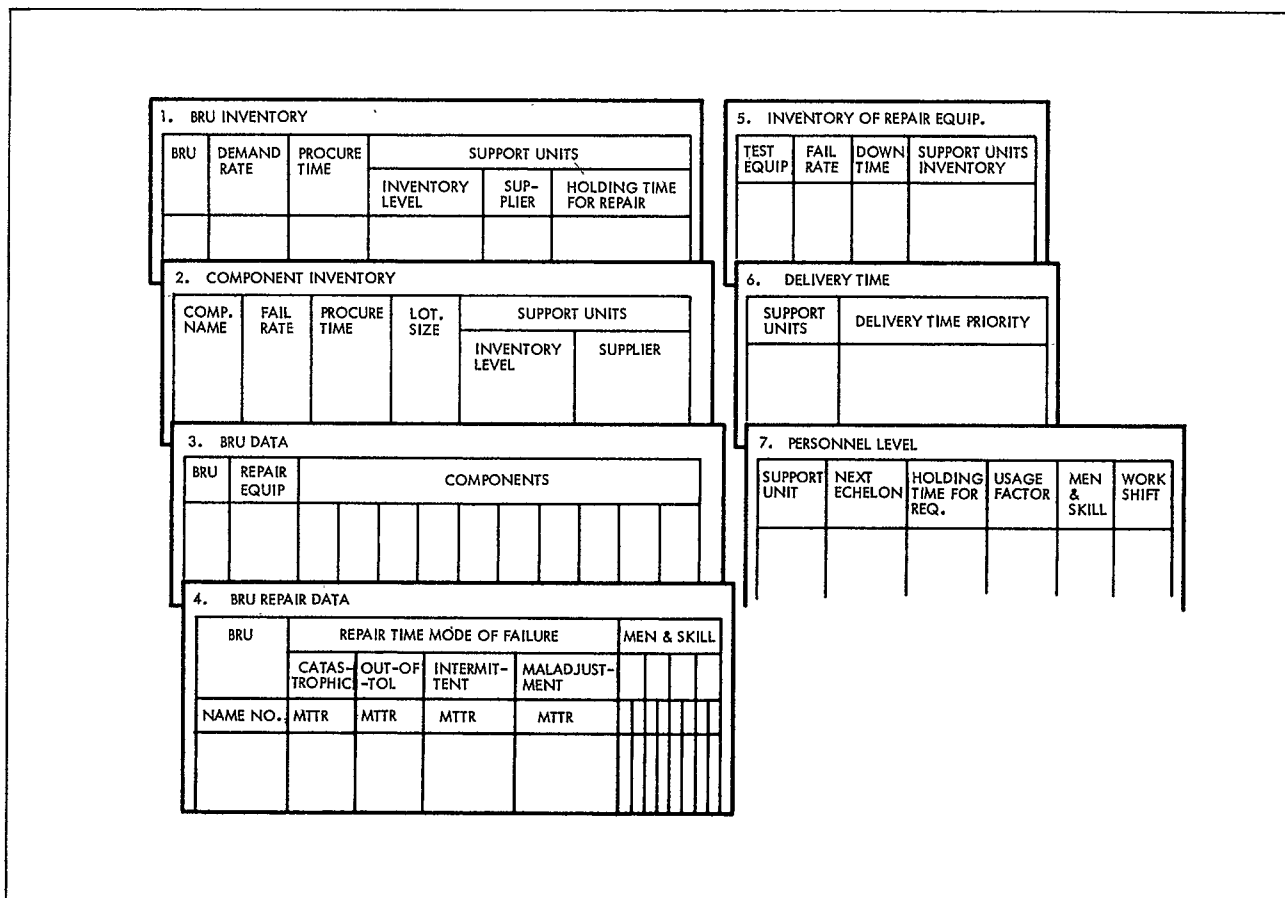 1. BRU INVENTORY
BRU DEMAND PROCURE SUPPORT UNITS
RATE TIME
INVENTORY SUP- HOLDING TIME
LEVEL PLIER FOR REPAIR
2. COMPONENT INVENTORY
COMP. FAIL PROCURE LOT. SUPPORT UNITS
NAME RATE TIME SIZE
INVENTORY SUPPLIER
LEVEL
3. BRU DATA
BRU REPAIR COMPONENTS
EQUIP
4. BRU REPAIR DATA
BRU REPAIR TIME MODE OF FAILURE MEN & SKILL
CATAS- OUT-OF INTERMIT- MALADJUST-
TROPHIC -TOL TENT MENT
NAME NO. MTTR MTTR MTTR MTTR
5. INVENTORY OF REPAIR EQUIP.
TEST FAIL DOWN SUPPORT UNITS
EQUIP RATE TIME INVENTORY
6. DELIVERY TIME
SUPPORT DELIVERY TIME PRIORITY
UNITS
7. PERSONNEL LEVEL
SUPPORT NEXT HOLDING USAGE MEN WORK
UNIT ECHELON TIME FOR FACTOR & SHIFT
REQ. SKILL